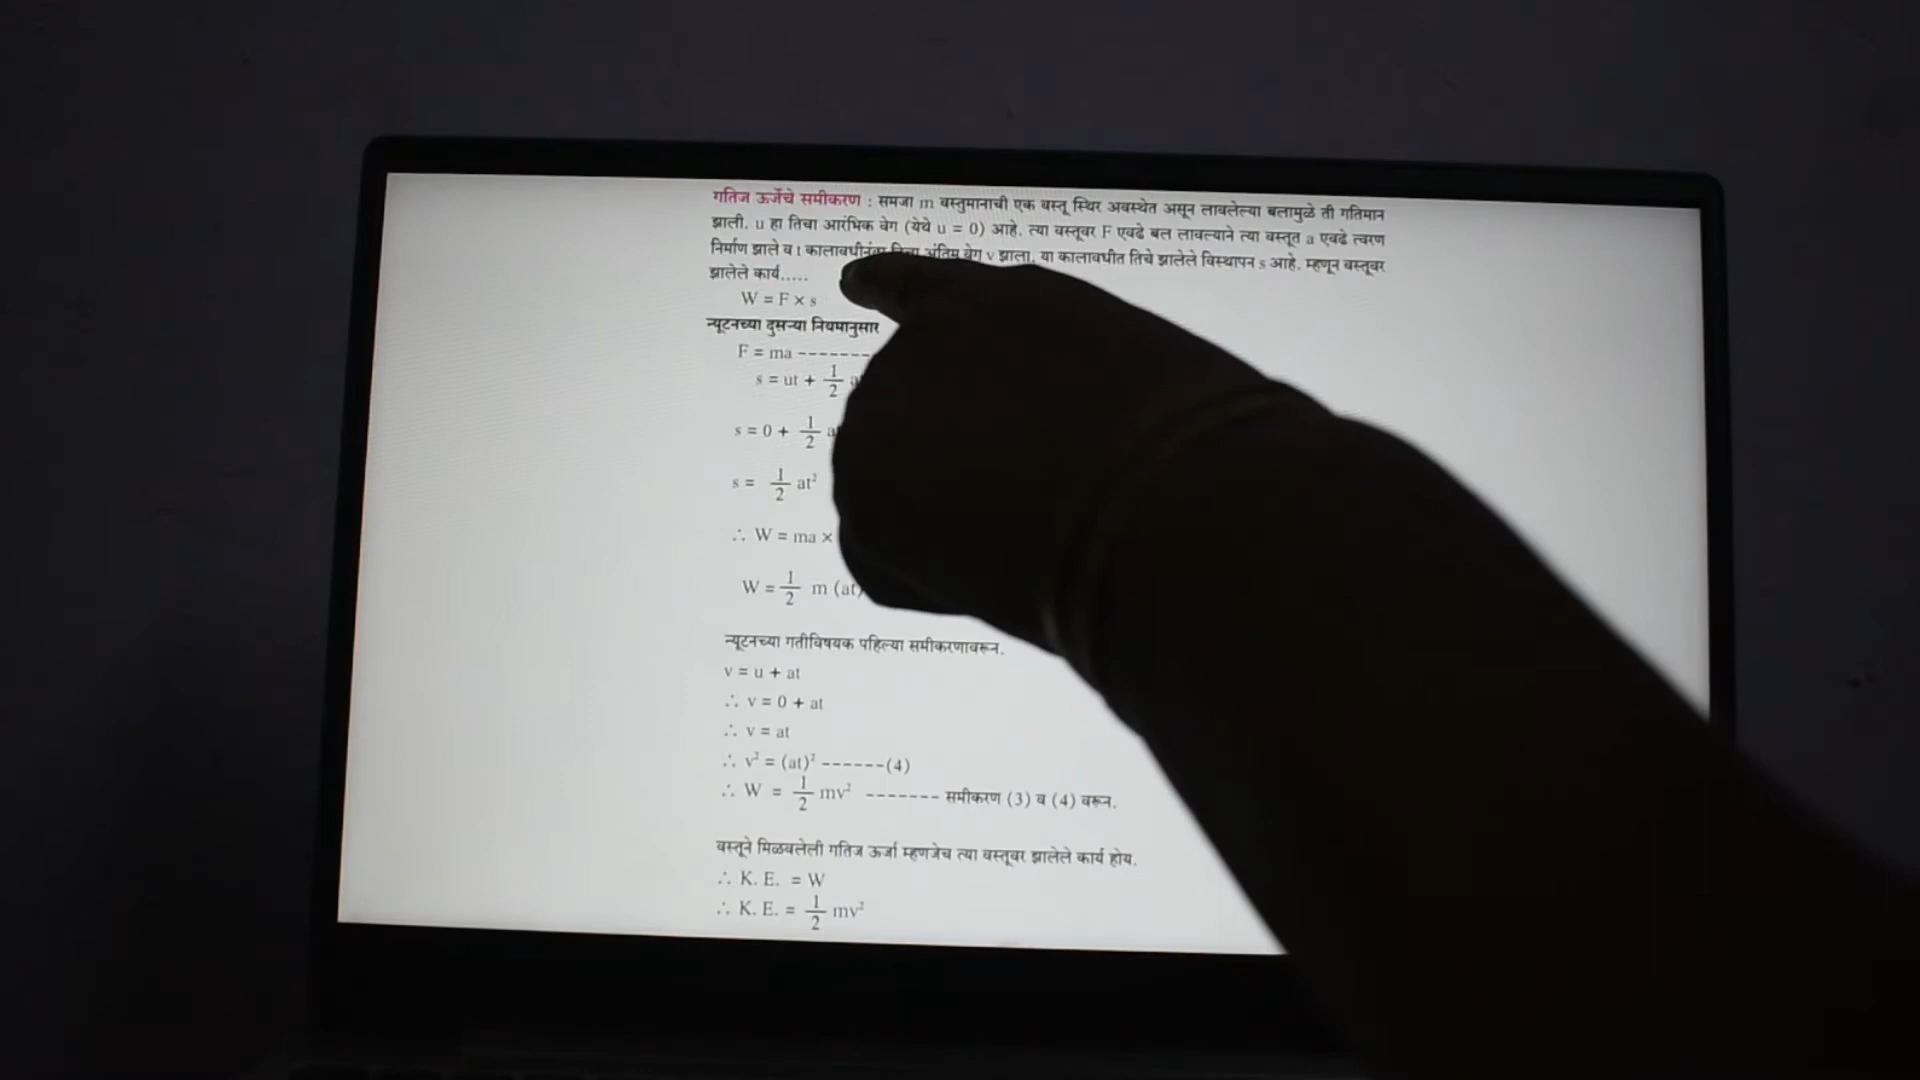 गतिज ऊर्जेचे समीकरण : समजा m वस्तुमानाची एक वस्तू स्थिर अवस्थेत असून लावलेल्या बलामुळे ती गतिमान
झाली. u हा तिचा आरंभिक वेग (येथे u = 0) आहे. त्या वस्तूवर F एवढे बल लावल्याने त्या वस्तूत a एवढे त्वरण
निर्माण झाले व t कालावधीनंतर तिचा अंतिम वेग v झाला. या कालावधीत तिचे झालेले विस्थापन s आहे. म्हणून वस्तूवर
झालेले कार्य.....
W = F × s
न्यूटनच्या दुसऱ्या नियमानुसार
F = ma -------
s = ut + 1/2
s = 0 + 1/2
s = 1/2 at²
∴ W = ma ×
W = 1/2 m (at)
न्यूटनच्या गतीविषयक पहिल्या समीकरणावरून.
v = u + at
∴ v = 0 + at
∴ v = at
∴ v² = (at)² ------(4)
∴ W = 1/2 mv² ------- समीकरण (3) व (4) वरून.
वस्तूने मिळवलेली गतिज ऊर्जा म्हणजेच त्या वस्तूवर झालेले कार्य होय.
∴ K. E. = W
∴ K. E. = 1/2 mv²